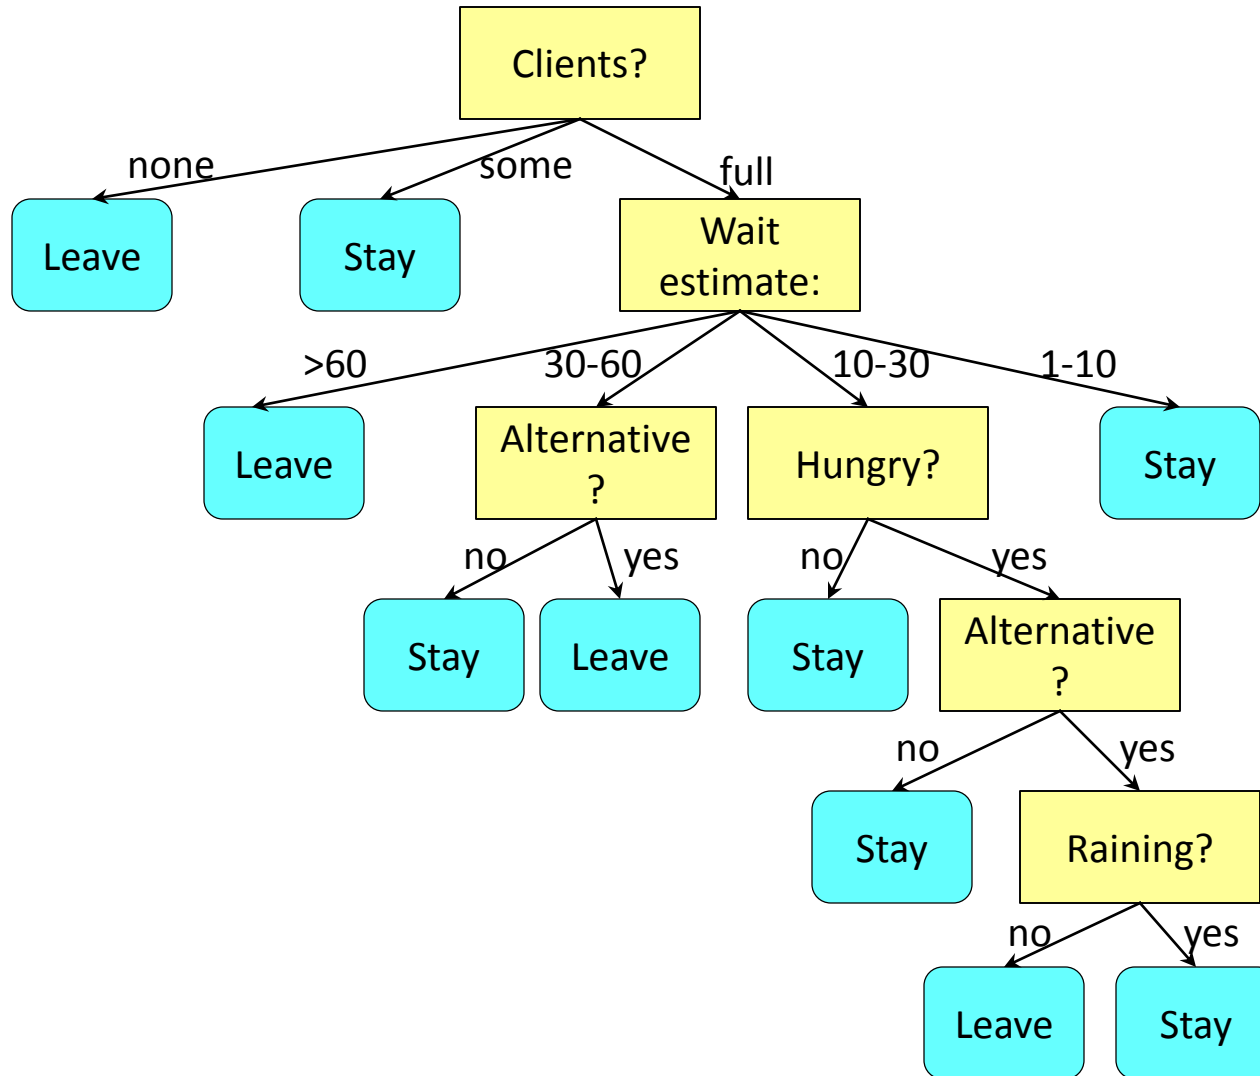 Clients?
none
some
full
Leave
Stay
Wait
estimate:
>60
30-60
10-30
1-10
Leave
Alternative
?
Hungry?
Stay
no
yes
no
yes
Stay
Leave
Stay
Alternative
?
no
yes
Stay
Raining?
no
yes
Leave
Stay